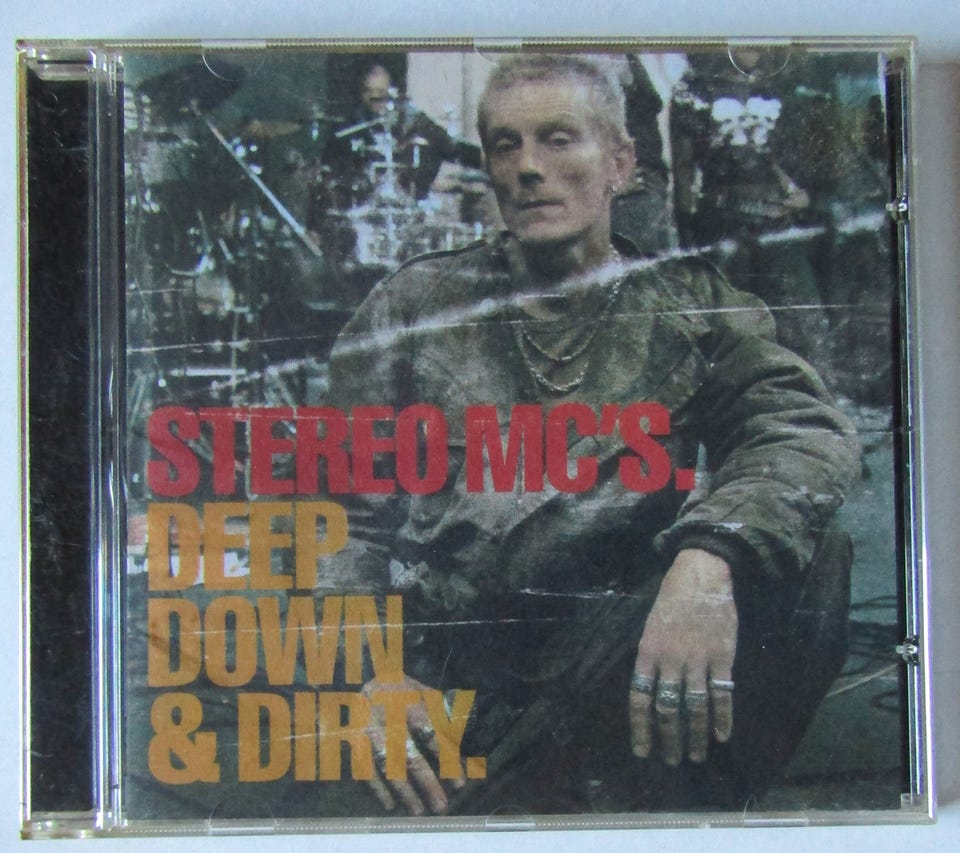 STEREO MC'S.
DEEP
DOWN
& DIRTY.